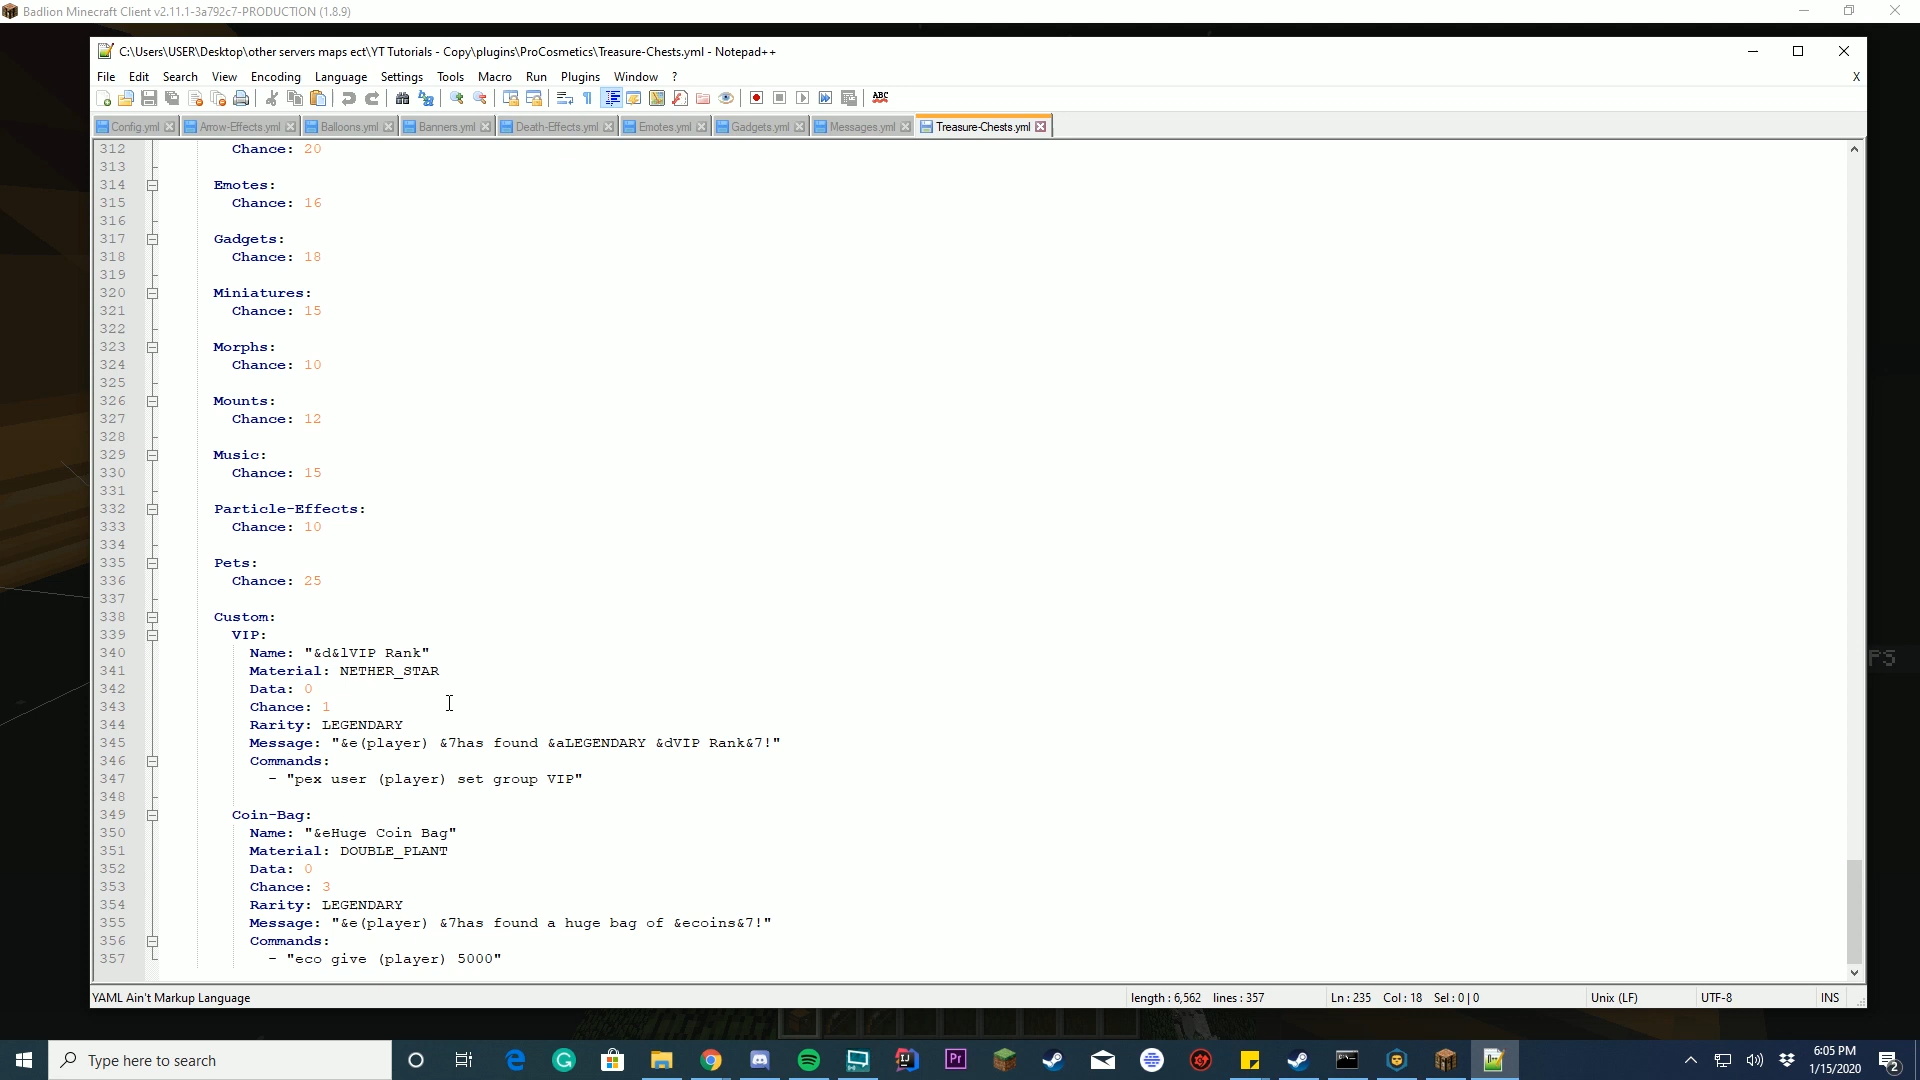 Badlion Minecraft Client v2.11.1-3a792c7-PRODUCTION (1.8.9)
C:\Users\USER\Desktop\other servers maps ect\YT Tutorials - Copy\plugins\ProCosmetics\Treasure-Chests.yml - Notepad++
File Edit Search View Encoding Language Settings Tools Macro Run Plugins Window ? X
Config.yml Arrow-Effects.yml Balloons.yml Banners.yml Death-Effects.yml Emotes.yml Gadgets.yml Messages.yml Treasure-Chests.yml
312 Chance: 20
313
314 Emotes:
315 Chance: 16
316
317 Gadgets:
318 Chance: 18
319
320 Miniatures:
321 Chance: 15
322
323 Morphs:
324 Chance: 10
325
326 Mounts:
327 Chance: 12
328
329 Music:
330 Chance: 15
331
332 Particle-Effects:
333 Chance: 10
334
335 Pets:
336 Chance: 25
337
338 Custom:
339 VIP:
340 Name: "&d&lVIP Rank"
341 Material: NETHER_STAR
342 Data: 0
343 Chance: 1
344 Rarity: LEGENDARY
345 Message: "&e(player) &7has found &aLEGENDARY &dVIP Rank&7!"
346 Commands:
347 - "pex user (player) set group VIP"
348
349 Coin-Bag:
350 Name: "&eHuge Coin Bag"
351 Material: DOUBLE_PLANT
352 Data: 0
353 Chance: 3
354 Rarity: LEGENDARY
355 Message: "&e(player) &7has found a huge bag of &ecoins&7!"
356 Commands:
357 - "eco give (player) 5000"
YAML Ain't Markup Language length : 6,562 lines : 357 Ln : 235 Col : 18 Sel : 0 | 0 Unix (LF) UTF-8 INS
Type here to search
6:05 PM
1/15/2020
2